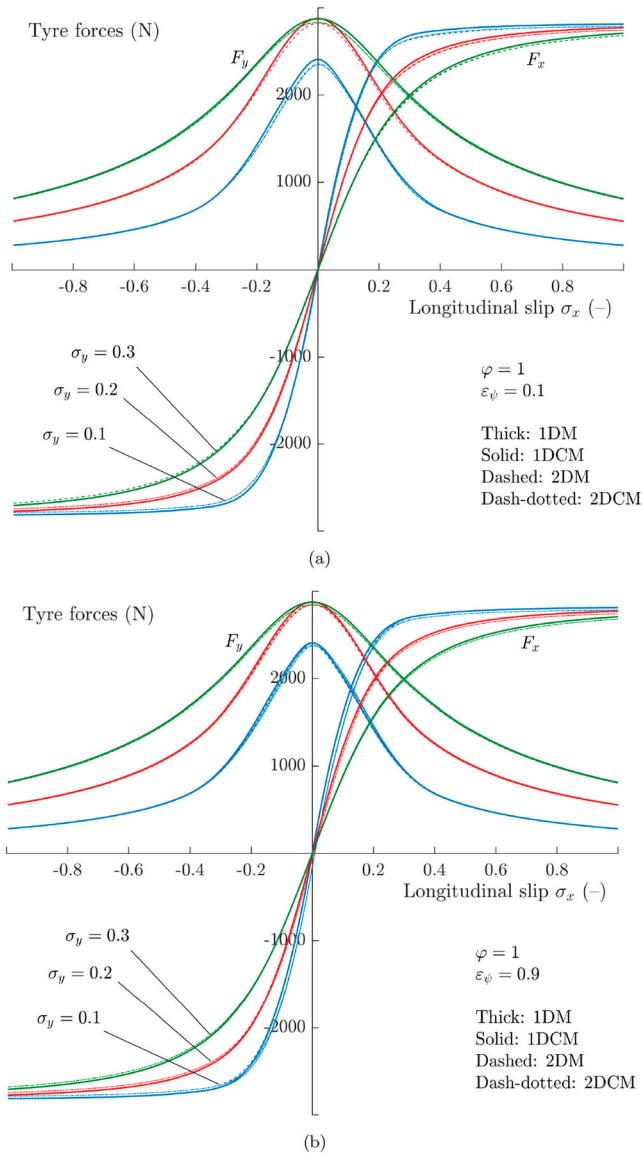 Tyre forces (N)
F_y
F_x
2000
1000
-0.8 -0.6 -0.4 -0.2 0.2 0.4 0.6 0.8
Longitudinal slip σ_x (–)
σ_y = 0.3
σ_y = 0.2
σ_y = 0.1
-1000
-2000
φ = 1
ε_ψ = 0.1
Thick: 1DM
Solid: 1DCM
Dashed: 2DM
Dash-dotted: 2DCM
(a)
Tyre forces (N)
F_y
F_x
2000
1000
-0.8 -0.6 -0.4 -0.2 0.2 0.4 0.6 0.8
Longitudinal slip σ_x (–)
σ_y = 0.3
σ_y = 0.2
σ_y = 0.1
-1000
-2000
φ = 1
ε_ψ = 0.9
Thick: 1DM
Solid: 1DCM
Dashed: 2DM
Dash-dotted: 2DCM
(b)